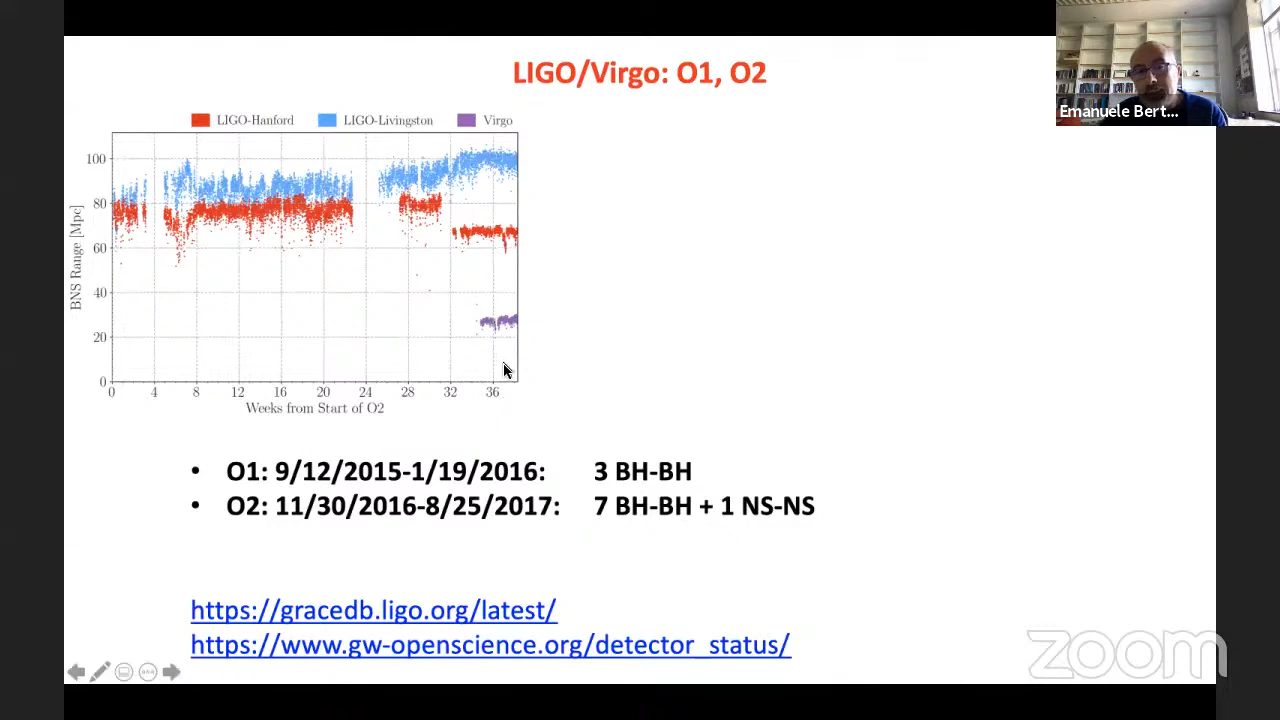 LIGO/Virgo: O1, O2
Emanuele Bert...
LIGO-Hanford LIGO-Livingston Virgo
100
80
60
40
20
0
BNS Range [Mpc]
0 4 8 12 16 20 24 28 32 36
Weeks from Start of O2
• O1: 9/12/2015-1/19/2016: 3 BH-BH
• O2: 11/30/2016-8/25/2017: 7 BH-BH + 1 NS-NS
https://gracedb.ligo.org/latest/
https://www.gw-openscience.org/detector_status/
zoom